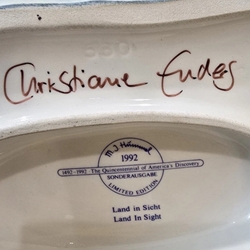 Christiane Enders
M. J. Hummel
1992
1492-1992 The Quincentennial of America's Discovery
SONDERAUSGABE
LIMITED EDITION
Land in Sicht
Land In Sight